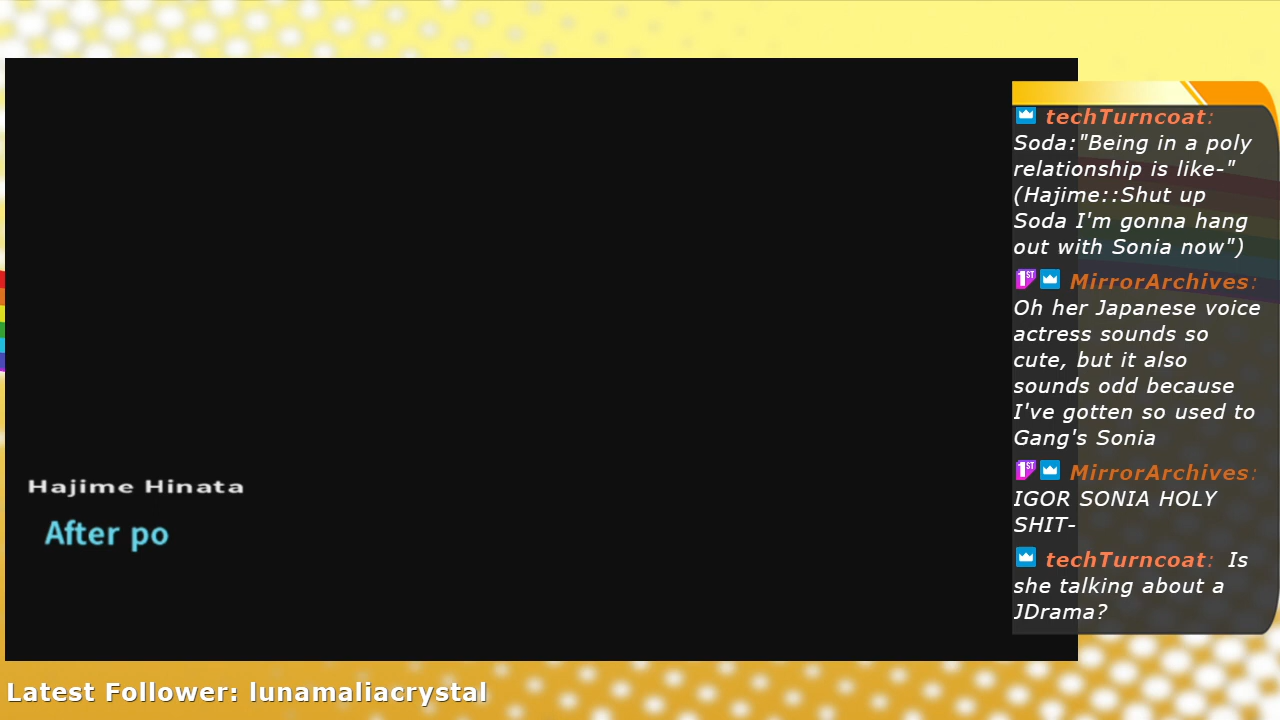 techTurncoat:
Soda:"Being in a poly
relationship is like-"
(Hajime::Shut up
Soda I'm gonna hang
out with Sonia now")
1ST MirrorArchives:
Oh her Japanese voice
actress sounds so
cute, but it also
sounds odd because
I've gotten so used to
Gang's Sonia
1ST MirrorArchives:
IGOR SONIA HOLY
SHIT-
techTurncoat: Is
she talking about a
JDrama?
Hajime Hinata
After po
Latest Follower: lunamaliacrystal